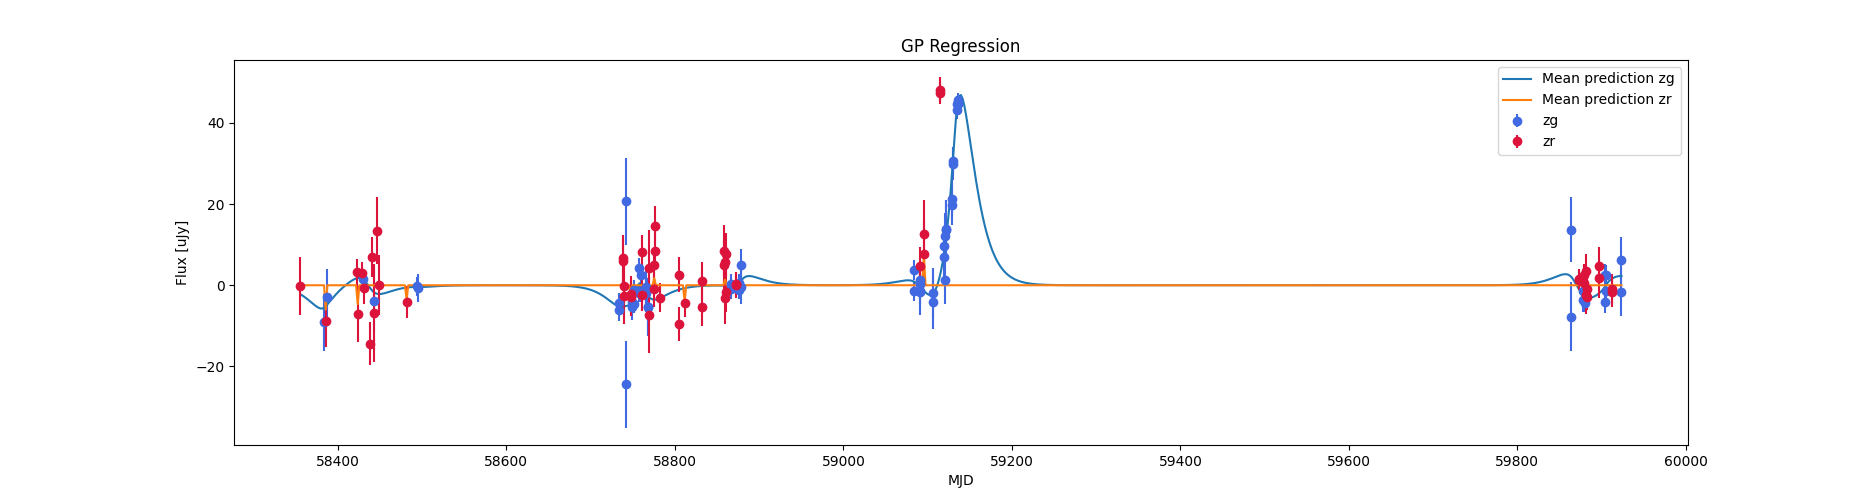 GP Regression
Mean prediction zg
Mean prediction zr
zg
zr
Flux [uJy]
40
20
0
−20
58400 58600 58800 59000 59200 59400 59600 59800 60000
MJD